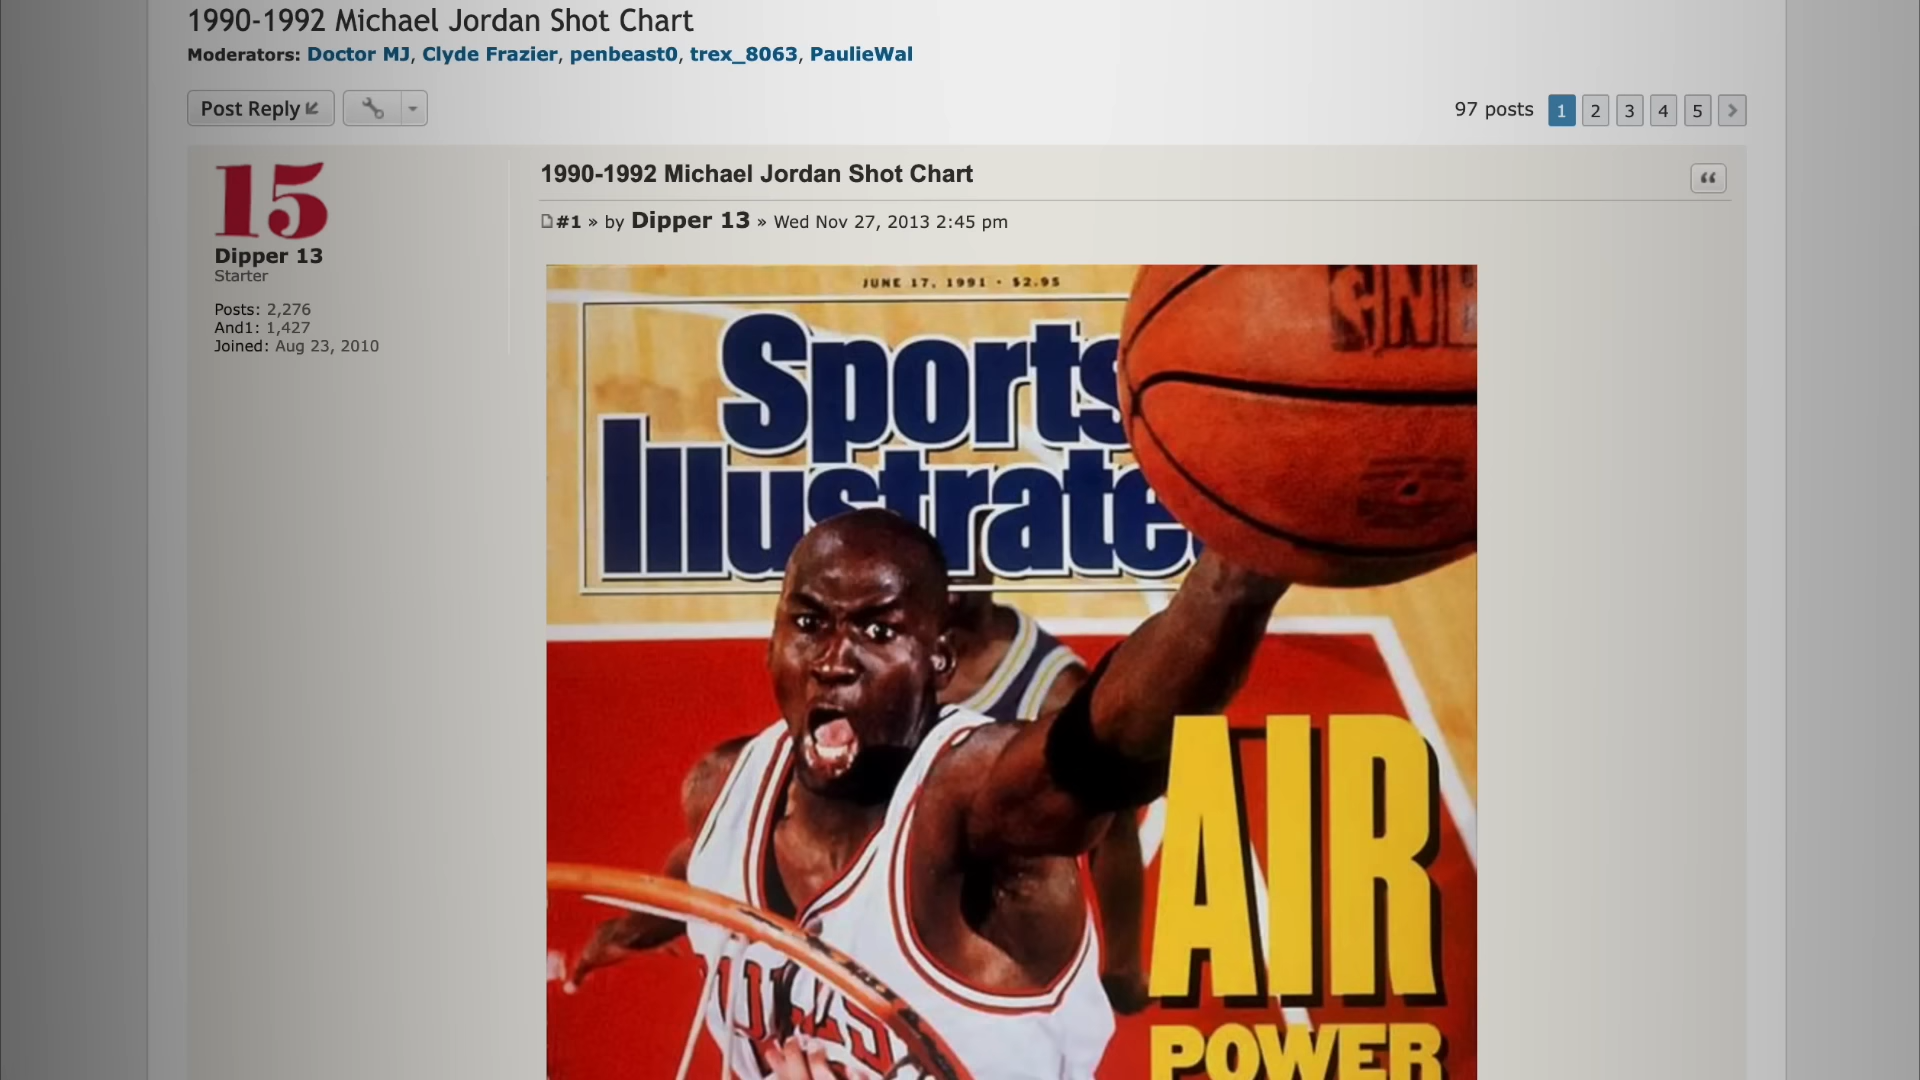 1990-1992 Michael Jordan Shot Chart
Moderators: Doctor MJ, Clyde Frazier, penbeast0, trex_8063, PaulieWal
Post Reply
97 posts 1 2 3 4 5
15
Dipper 13
Starter
Posts: 2,276
And1: 1,427
Joined: Aug 23, 2010
1990-1992 Michael Jordan Shot Chart
#1 » by Dipper 13 » Wed Nov 27, 2013 2:45 pm
JUNE 17, 1991 · $2.95
Sports
Illustrate
AIR
POWER